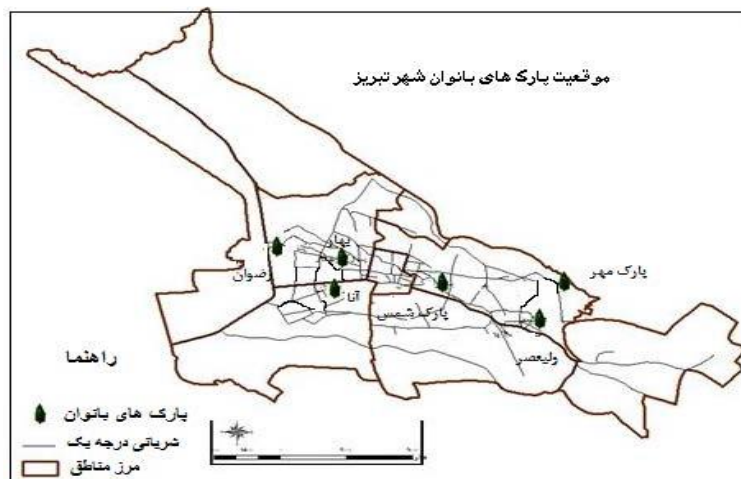 موقعیت پارک های بانوان شهر تبریز
بهار
رضوان
پارک مهر
آنا
پارک شمس
ولیعصر
راهنما
پارک های بانوان
شریانی درجه یک
مرز مناطق